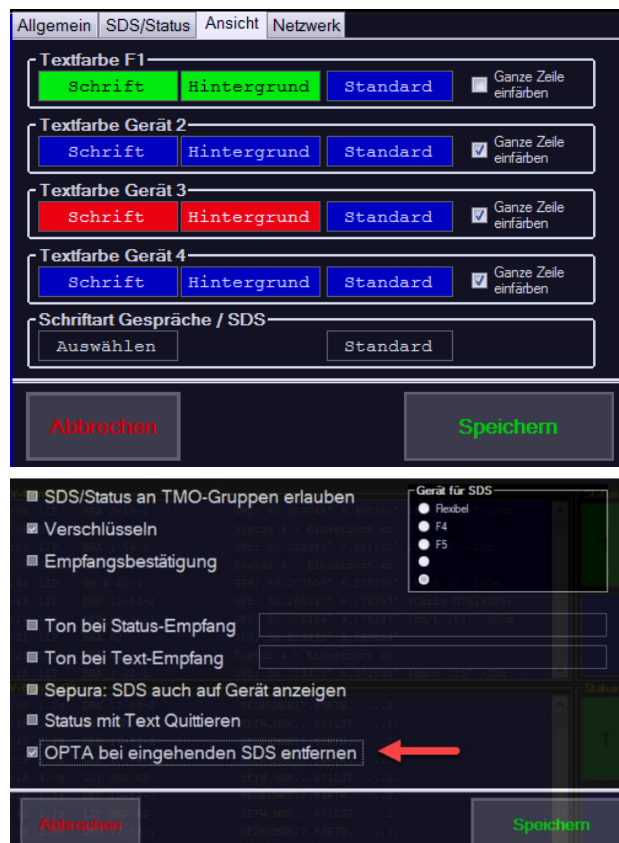 Allgemein SDS/Status Ansicht Netzwerk
Textfarbe F1
Schrift Hintergrund Standard Ganze Zeile
einfärben
Textfarbe Gerät 2
Schrift Hintergrund Standard Ganze Zeile
einfärben
Textfarbe Gerät 3
Schrift Hintergrund Standard Ganze Zeile
einfärben
Textfarbe Gerät 4
Schrift Hintergrund Standard Ganze Zeile
einfärben
Schriftart Gespräche / SDS
Auswählen Standard
Abbrechen Speichern
SDS/Status an TMO-Gruppen erlauben
Gerät für SDS
Flexibel
Verschlüsseln
F4
F5
Empfangsbestätigung
Ton bei Status-Empfang
Ton bei Text-Empfang
Sepura: SDS auch auf Gerät anzeigen
Status mit Text Quittieren
OPTA bei eingehenden SDS entfernen
Abbrechen Speichern